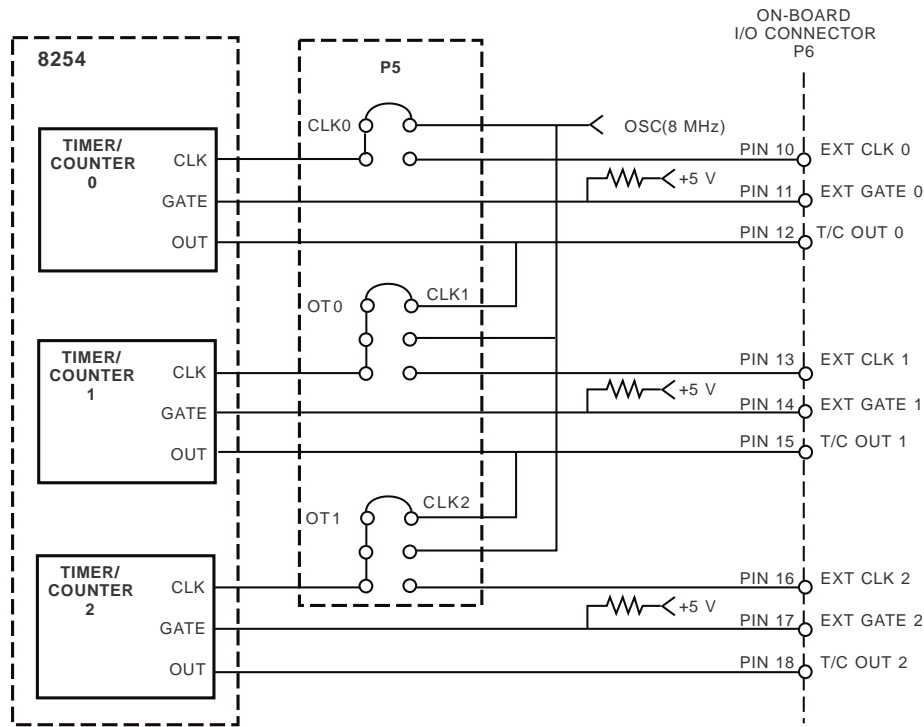 ON-BOARD
I/O CONNECTOR
P6
8254
P5
CLK0
OSC(8 MHz)
TIMER/
COUNTER
0
CLK
GATE
OUT
PIN 10 EXT CLK 0
+5 V
PIN 11 EXT GATE 0
PIN 12 T/C OUT 0
OT0 CLK1
TIMER/
COUNTER
1
CLK
GATE
OUT
PIN 13 EXT CLK 1
+5 V
PIN 14 EXT GATE 1
PIN 15 T/C OUT 1
OT1 CLK2
TIMER/
COUNTER
2
CLK
GATE
OUT
PIN 16 EXT CLK 2
+5 V
PIN 17 EXT GATE 2
PIN 18 T/C OUT 2